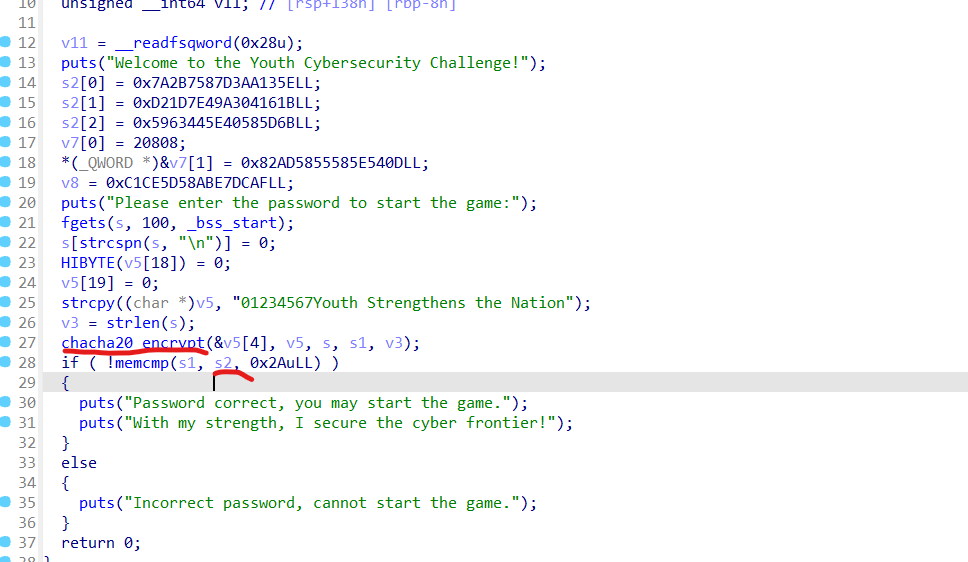 10 unsigned __int64 v11; // [rsp+138h] [rbp-8h]
11
12 v11 = __readfsqword(0x28u);
13 puts("Welcome to the Youth Cybersecurity Challenge!");
14 s2[0] = 0x7A2B7587D3AA135ELL;
15 s2[1] = 0xD21D7E49A304161BLL;
16 s2[2] = 0x5963445E40585D6BLL;
17 v7[0] = 20808;
18 *(_QWORD *)&v7[1] = 0x82AD5855585E540DLL;
19 v8 = 0xC1CE5D58ABE7DCAFLL;
20 puts("Please enter the password to start the game:");
21 fgets(s, 100, _bss_start);
22 s[strcspn(s, "\n")] = 0;
23 HIBYTE(v5[18]) = 0;
24 v5[19] = 0;
25 strcpy((char *)v5, "01234567Youth Strengthens the Nation");
26 v3 = strlen(s);
27 chacha20_encrypt(&v5[4], v5, s, s1, v3);
28 if ( !memcmp(s1, s2, 0x2AuLL) )
29 {
30 puts("Password correct, you may start the game.");
31 puts("With my strength, I secure the cyber frontier!");
32 }
33 else
34 {
35 puts("Incorrect password, cannot start the game.");
36 }
37 return 0;
38 }